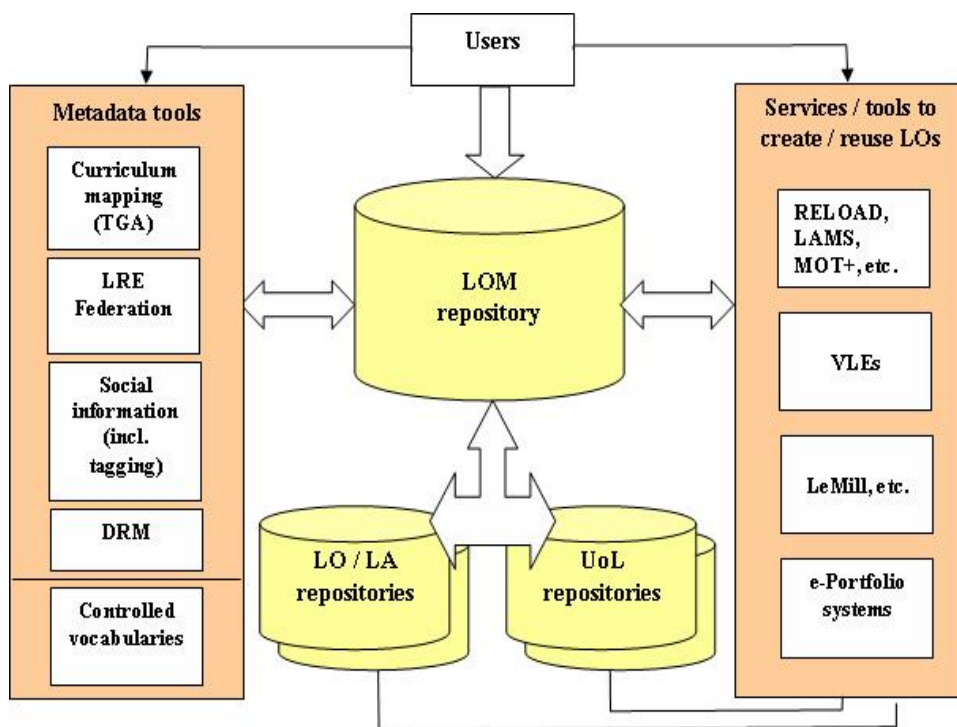 Users
Metadata tools
Curriculum
mapping
(TGA)
LRE
Federation
Social
information
(incl.
tagging)
DRM
Controlled
vocabularies
LOM
repository
LO / LA
repositories
UoL
repositories
Services / tools to
create / reuse LOs
RELOAD,
LAMS,
MOT+, etc.
VLEs
LeMill, etc.
e-Portfolio
systems